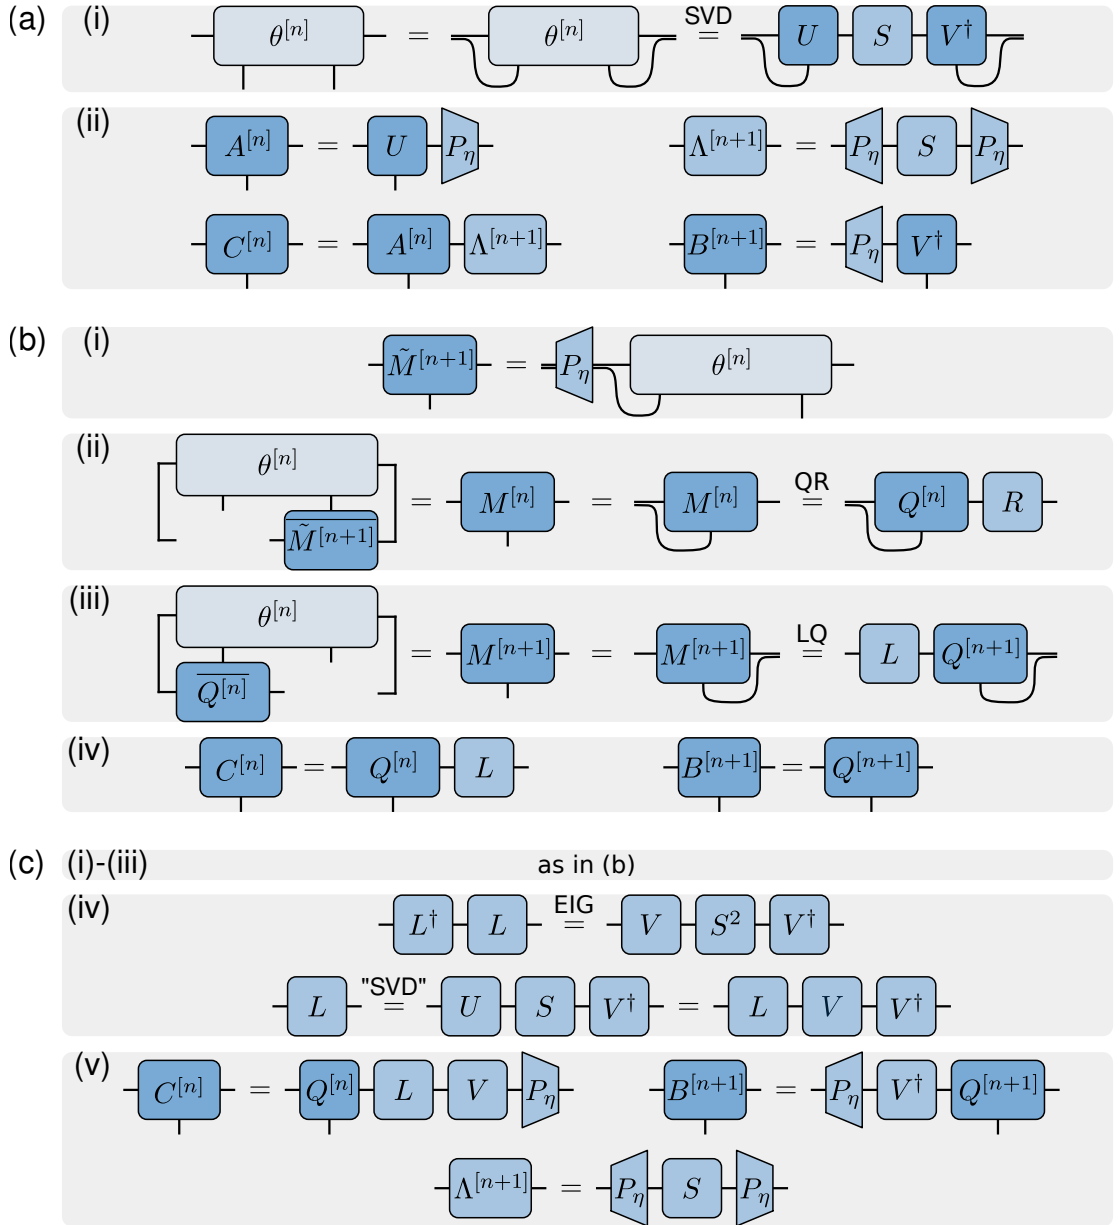 (a) (i) θ^[n] = θ^[n] SVD = U S V†
(ii) A^[n] = U P_η Λ^[n+1] = P_η S P_η
C^[n] = A^[n] Λ^[n+1] B^[n+1] = P_η V†
(b) (i) M̃^[n+1] = P_η θ^[n]
(ii) θ^[n] M̃̅^[n+1] = M^[n] = M^[n] QR = Q^[n] R
(iii) θ^[n] Q̅^[n] = M^[n+1] = M^[n+1] LQ = L Q^[n+1]
(iv) C^[n] = Q^[n] L B^[n+1] = Q^[n+1]
(c) (i)-(iii) as in (b)
(iv) L† L EIG = V S² V†
L "SVD" = U S V† = L V V†
(v) C^[n] = Q^[n] L V P_η B^[n+1] = P_η V† Q^[n+1]
Λ^[n+1] = P_η S P_η